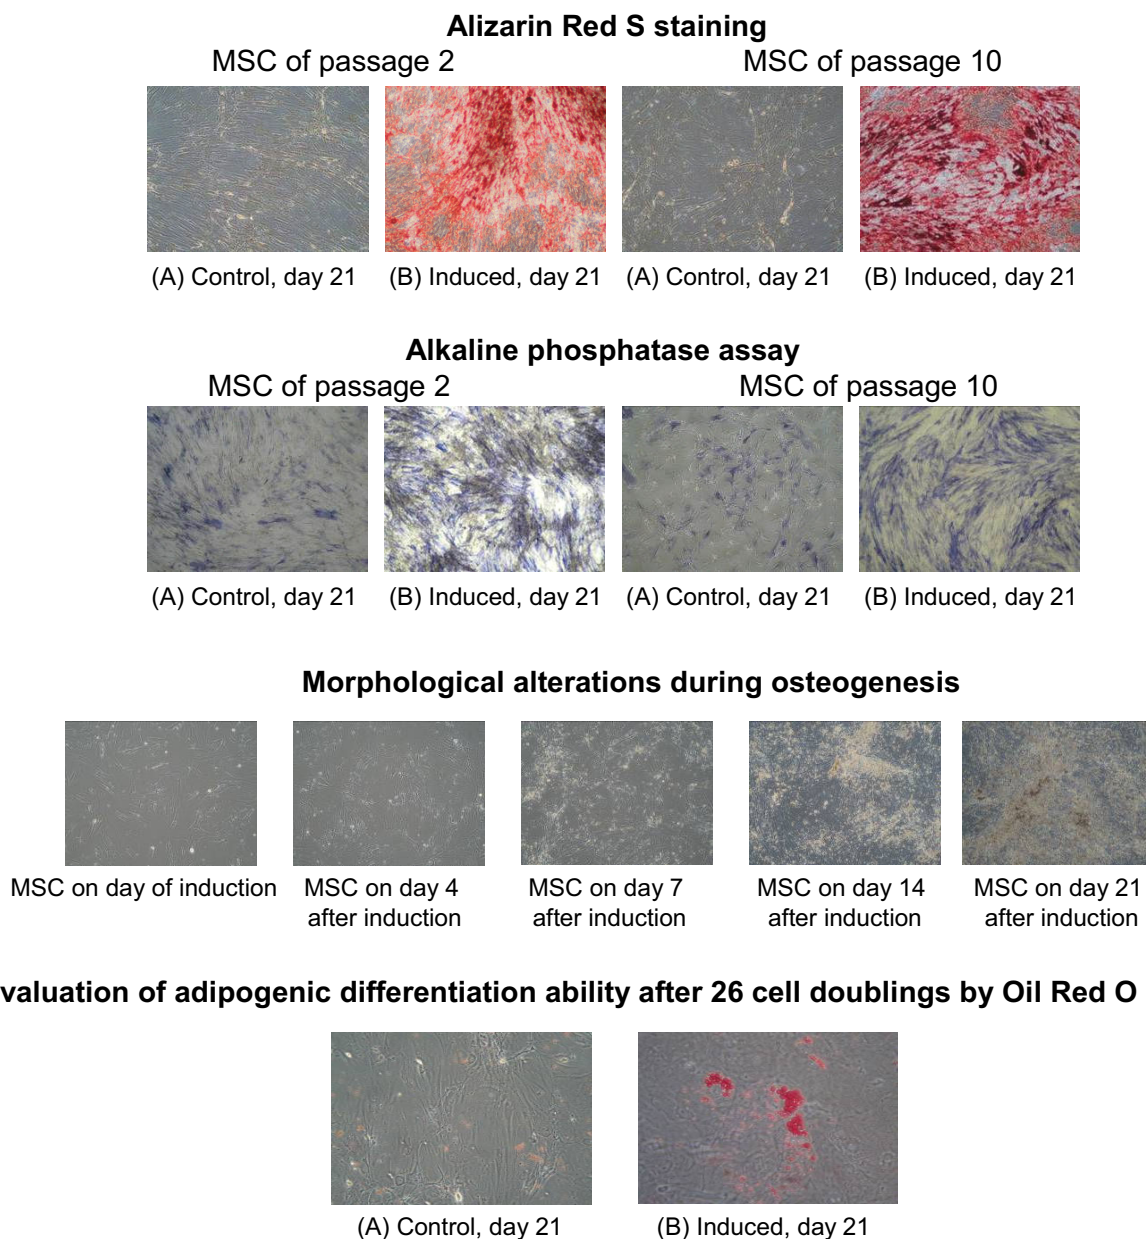 Alizarin Red S staining
MSC of passage 2 MSC of passage 10
(A) Control, day 21 (B) Induced, day 21 (A) Control, day 21 (B) Induced, day 21
Alkaline phosphatase assay
MSC of passage 2 MSC of passage 10
(A) Control, day 21 (B) Induced, day 21 (A) Control, day 21 (B) Induced, day 21
Morphological alterations during osteogenesis
MSC on day of induction
MSC on day 4
after induction
MSC on day 7
after induction
MSC on day 14
after induction
MSC on day 21
after induction
valuation of adipogenic differentiation ability after 26 cell doublings by Oil Red O
(A) Control, day 21 (B) Induced, day 21